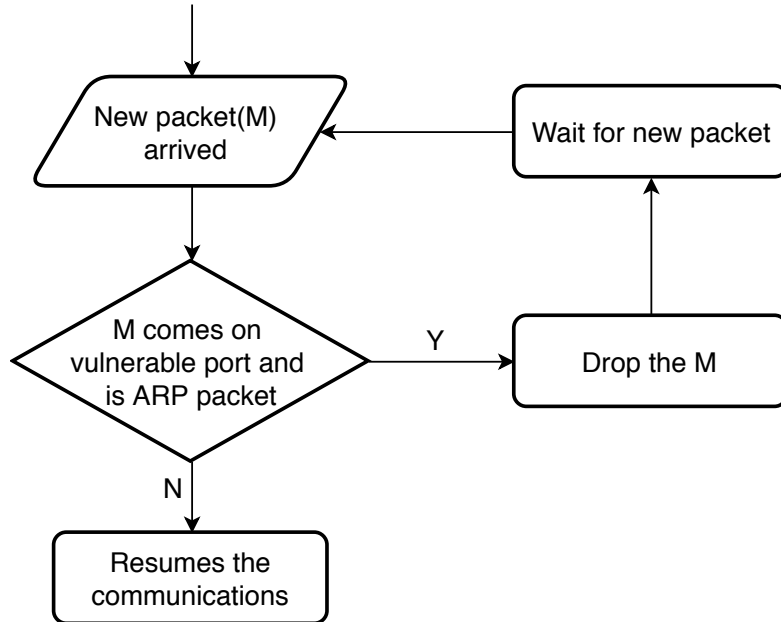 New packet(M)
arrived
Wait for new packet
M comes on
vulnerable port and
is ARP packet
Y
Drop the M
N
Resumes the
communications